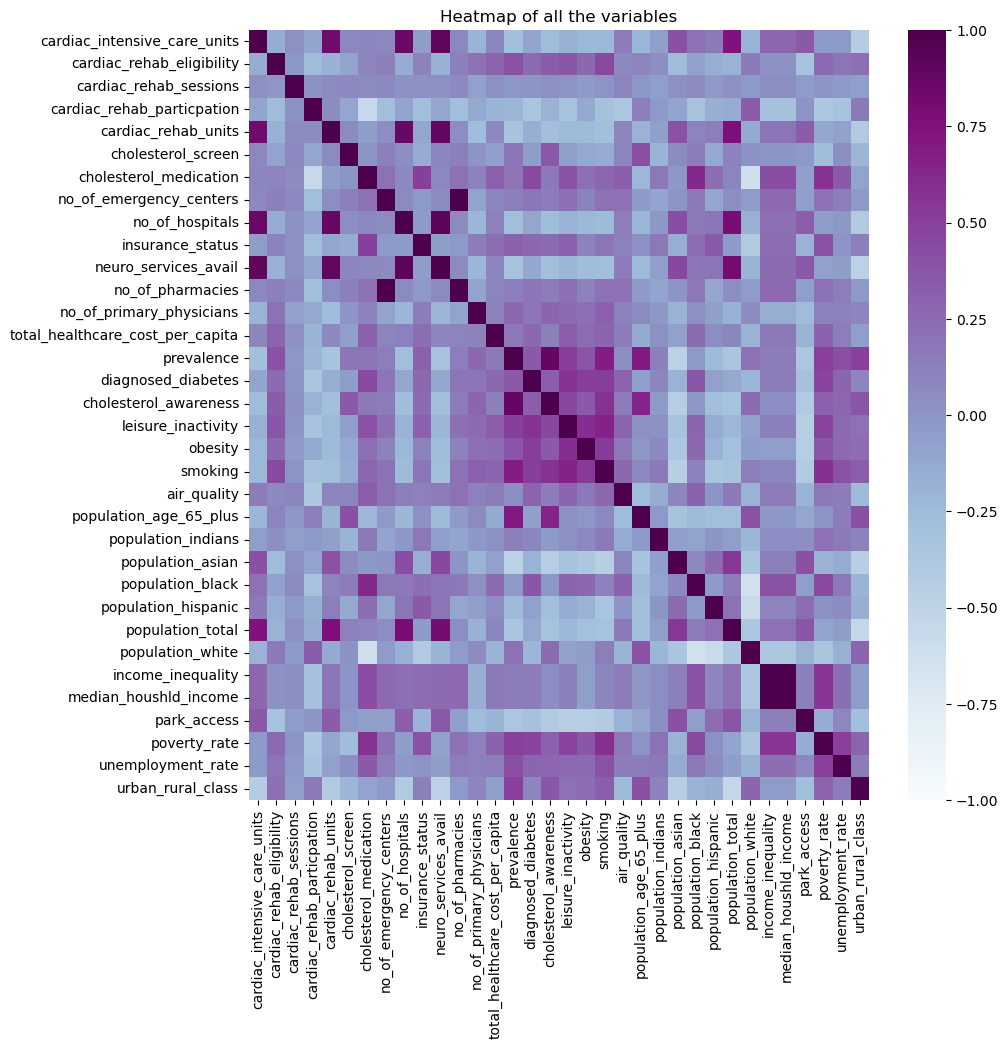 Heatmap of all the variables
cardiac_intensive_care_units
cardiac_rehab_eligibility
cardiac_rehab_sessions
cardiac_rehab_particpation
cardiac_rehab_units
cholesterol_screen
cholesterol_medication
no_of_emergency_centers
no_of_hospitals
insurance_status
neuro_services_avail
no_of_pharmacies
no_of_primary_physicians
total_healthcare_cost_per_capita
prevalence
diagnosed_diabetes
cholesterol_awareness
leisure_inactivity
obesity
smoking
air_quality
population_age_65_plus
population_indians
population_asian
population_black
population_hispanic
population_total
population_white
income_inequality
median_houshld_income
park_access
poverty_rate
unemployment_rate
urban_rural_class
cardiac_intensive_care_units
cardiac_rehab_eligibility
cardiac_rehab_sessions
cardiac_rehab_particpation
cardiac_rehab_units
cholesterol_screen
cholesterol_medication
no_of_emergency_centers
no_of_hospitals
insurance_status
neuro_services_avail
no_of_pharmacies
no_of_primary_physicians
total_healthcare_cost_per_capita
prevalence
diagnosed_diabetes
cholesterol_awareness
leisure_inactivity
obesity
smoking
air_quality
population_age_65_plus
population_indians
population_asian
population_black
population_hispanic
population_total
population_white
income_inequality
median_houshld_income
park_access
poverty_rate
unemployment_rate
urban_rural_class
1.00
0.75
0.50
0.25
0.00
−0.25
−0.50
−0.75
−1.00